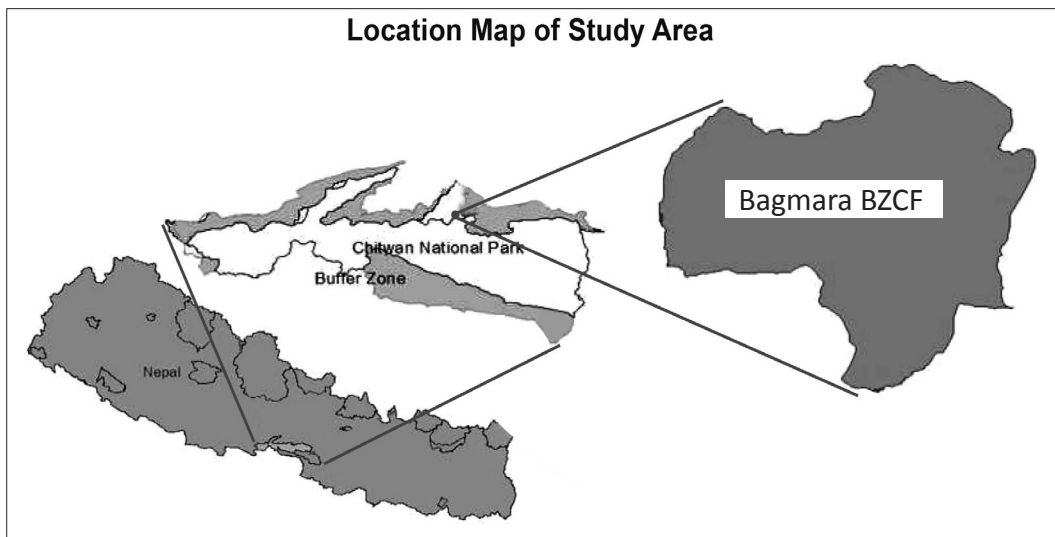 Location Map of Study Area
Bagmara BZCF
Chitwan National Park
Buffer Zone
Nepal